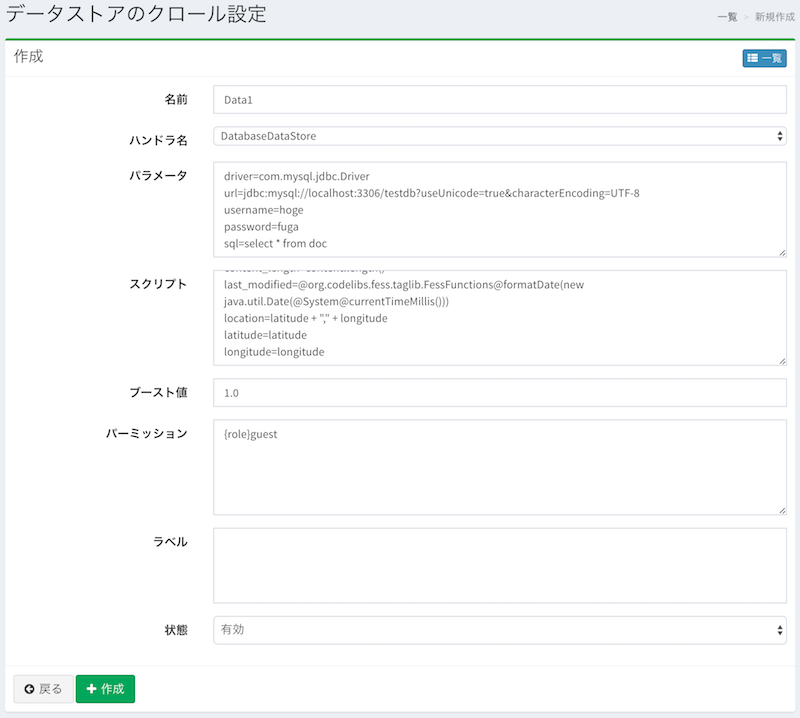 データストアのクロール設定
一覧 > 新規作成
作成
一覧
名前
Data1
ハンドラ名
DatabaseDataStore
パラメータ
driver=com.mysql.jdbc.Driver
url=jdbc:mysql://localhost:3306/testdb?useUnicode=true&characterEncoding=UTF-8
username=hoge
password=fuga
sql=select * from doc
スクリプト
last_modified=@org.codelibs.fess.taglib.FessFunctions@formatDate(new
java.util.Date(@System@currentTimeMillis()))
location=latitude + "," + longitude
latitude=latitude
longitude=longitude
ブースト値
1.0
パーミッション
{role}guest
ラベル
状態
有効
戻る
作成